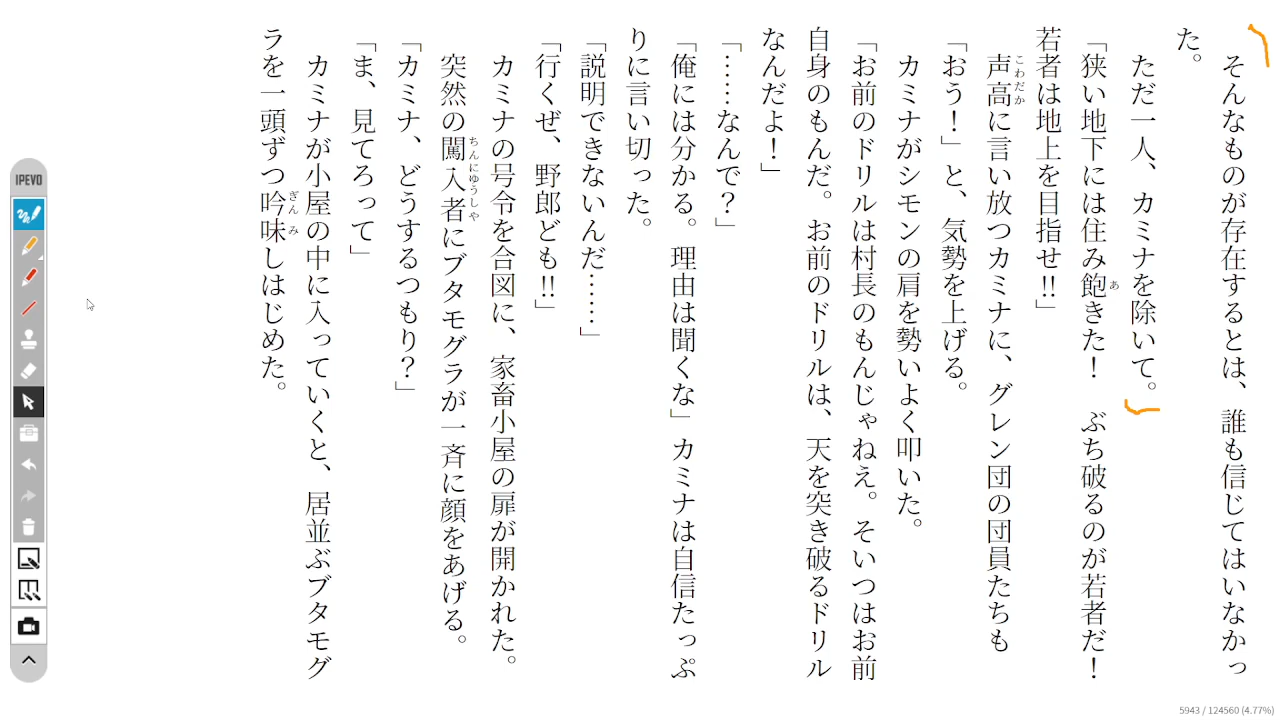 そんなものが存在するとは、誰も信じてはいなかっ
た。
ただ一人、カミナを除いて。
「狭い地下には住み飽きた！　ぶち破るのが若者だ！
若者は地上を目指せ!!」
声高に言い放つカミナに、グレン団の団員たちも
「おう！」と、気勢を上げる。
カミナがシモンの肩を勢いよく叩いた。
「お前のドリルは村長のもんじゃねえ。そいつはお前
自身のもんだ。お前のドリルは、天を突き破るドリル
なんだよ！」
「……なんで？」
「俺には分かる。理由は聞くな」カミナは自信たっぷ
りに言い切った。
「説明できないんだ……」
「行くぜ、野郎ども!!」
カミナの号令を合図に、家畜小屋の扉が開かれた。
突然の闖入者にブタモグラが一斉に顔をあげる。
「カミナ、どうするつもり？」
「ま、見てろって」
カミナが小屋の中に入っていくと、居並ぶブタモグ
ラを一頭ずつ吟味しはじめた。
あ
こわだか
ちんにゆうしや
ぎんみ
IPEVO
5943 / 124560 (4.77%)